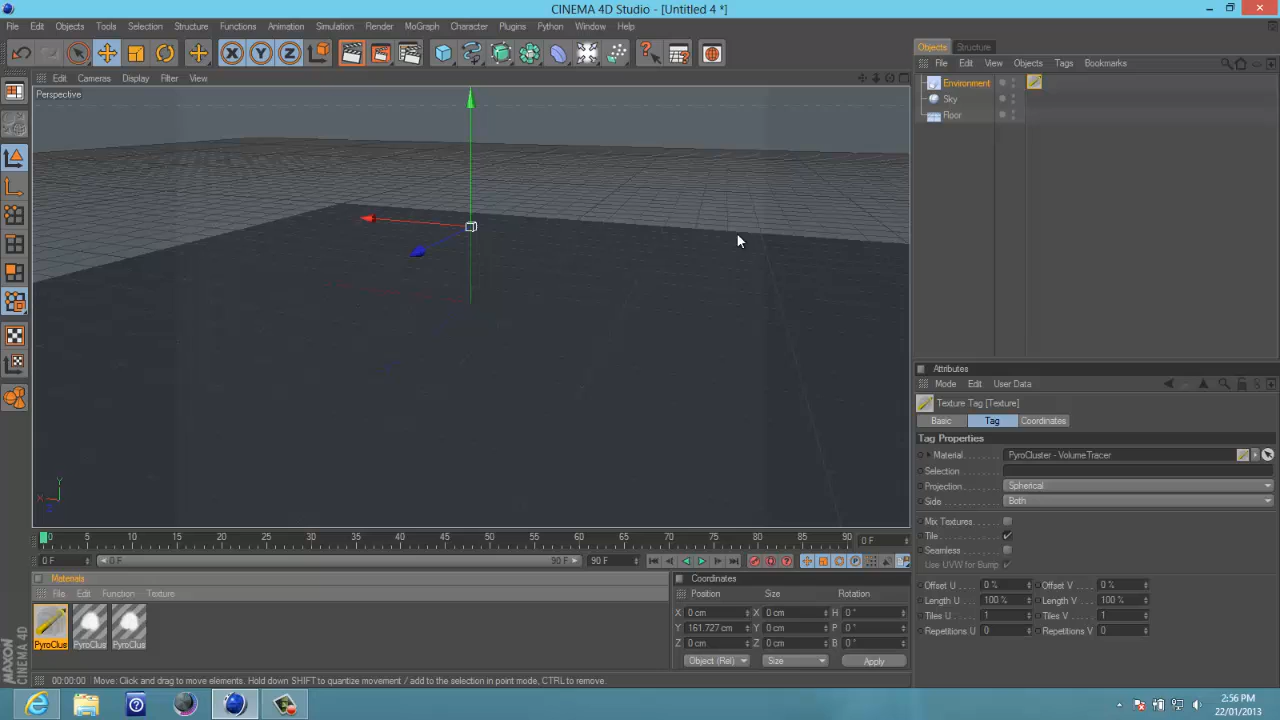 CINEMA 4D Studio - [Untitled 4 *]
File Edit Objects Tools Selection Structure Functions Animation Simulation Render MoGraph Character Plugins Python Window Help
Objects Structure
Edit Cameras Display Filter View
File Edit View Objects Tags Bookmarks
Perspective
Environment
Sky
Floor
Attributes
Mode Edit User Data
Texture Tag [Texture]
Basic Tag Coordinates
Tag Properties
Material PyroCluster - VolumeTracer
Selection
Projection Spherical
Side Both
Mix Textures
Tile
Seamless
Use UVW for Bump
Offset U 0 % Offset V 0 %
Length U 100 % Length V 100 %
Tiles U 1 Tiles V 1
Repetitions U 0 Repetitions V 0
X
Y
Z
0 5 10 15 20 25 30 35 40 45 50 55 60 65 70 75 80 85 90 0 F
0 F 0 F 90 F 90 F
Materials
File Edit Function Texture
PyroClus PyroClus PyroClus
Coordinates
Position Size Rotation
X 0 cm X 0 cm H 0 °
Y 161.727 cm Y 0 cm P 0 °
Z 0 cm Z 0 cm B 0 °
Object (Rel) Size Apply
MAXON
CINEMA 4D
00:00:00 Move: Click and drag to move elements. Hold down SHIFT to quantize movement / add to the selection in point mode, CTRL to remove.
2:56 PM
22/01/2013